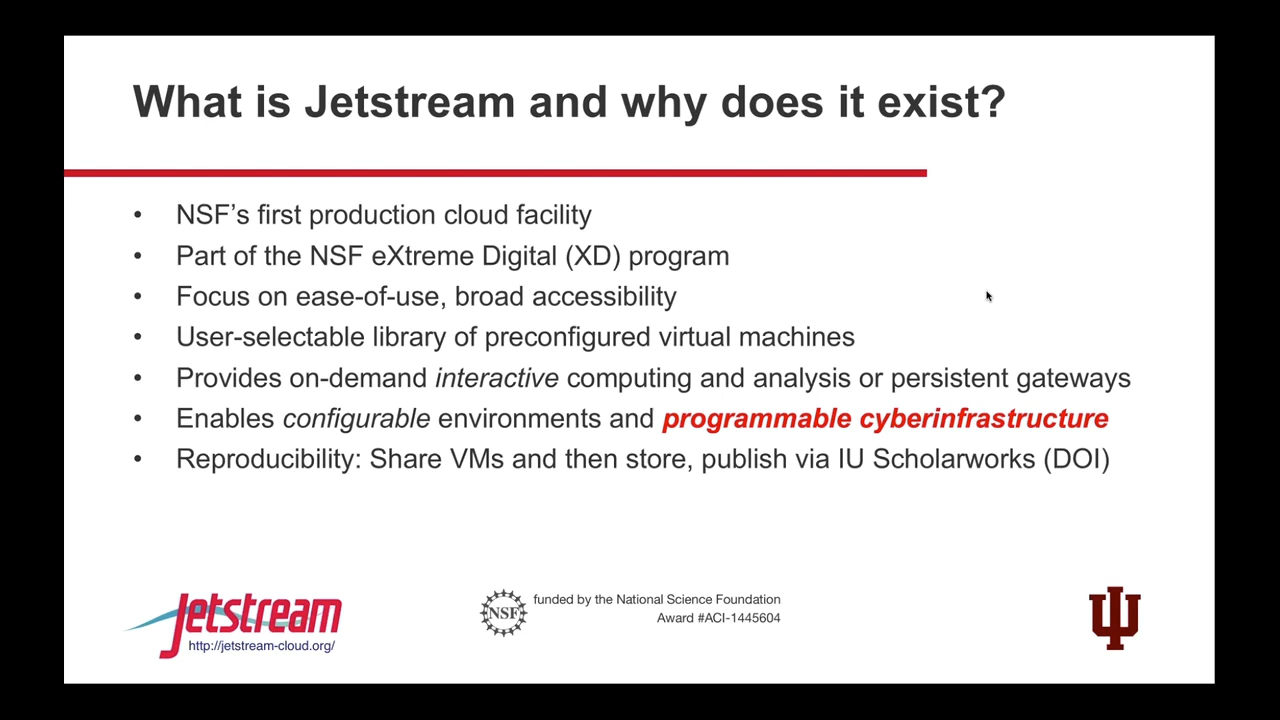 What is Jetstream and why does it exist?
• NSF’s first production cloud facility
• Part of the NSF eXtreme Digital (XD) program
• Focus on ease-of-use, broad accessibility
• User-selectable library of preconfigured virtual machines
• Provides on-demand interactive computing and analysis or persistent gateways
• Enables configurable environments and programmable cyberinfrastructure
• Reproducibility: Share VMs and then store, publish via IU Scholarworks (DOI)
Jetstream
http://jetstream-cloud.org/
NSF
funded by the National Science Foundation
Award #ACI-1445604